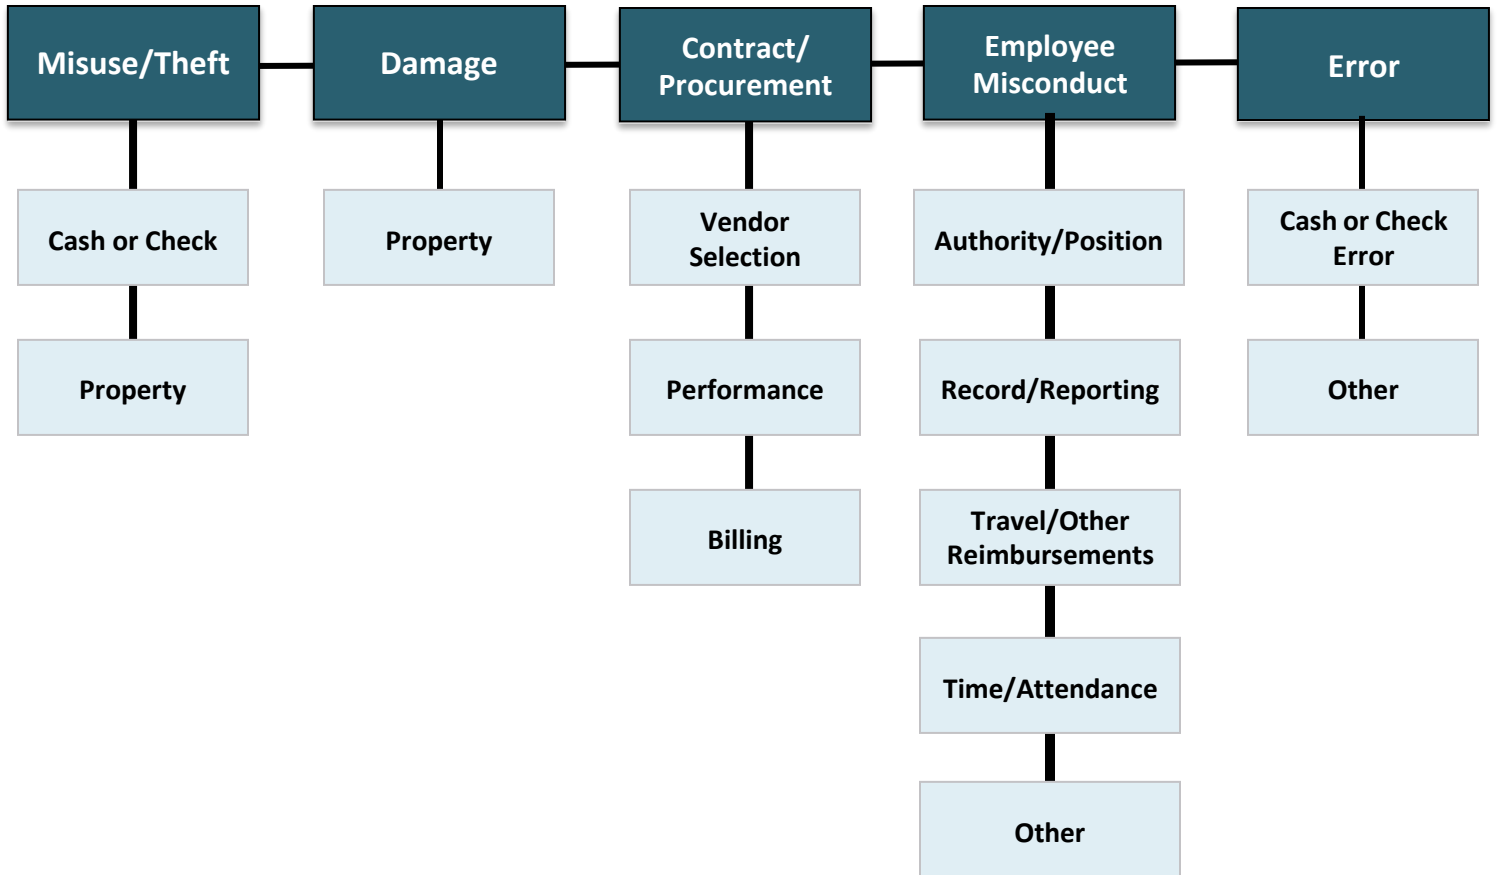 Misuse/Theft
Damage
Contract/
Procurement
Employee
Misconduct
Error
Cash or Check
Property
Vendor
Selection
Authority/Position
Cash or Check
Error
Property
Performance
Record/Reporting
Other
Billing
Travel/Other
Reimbursements
Time/Attendance
Other